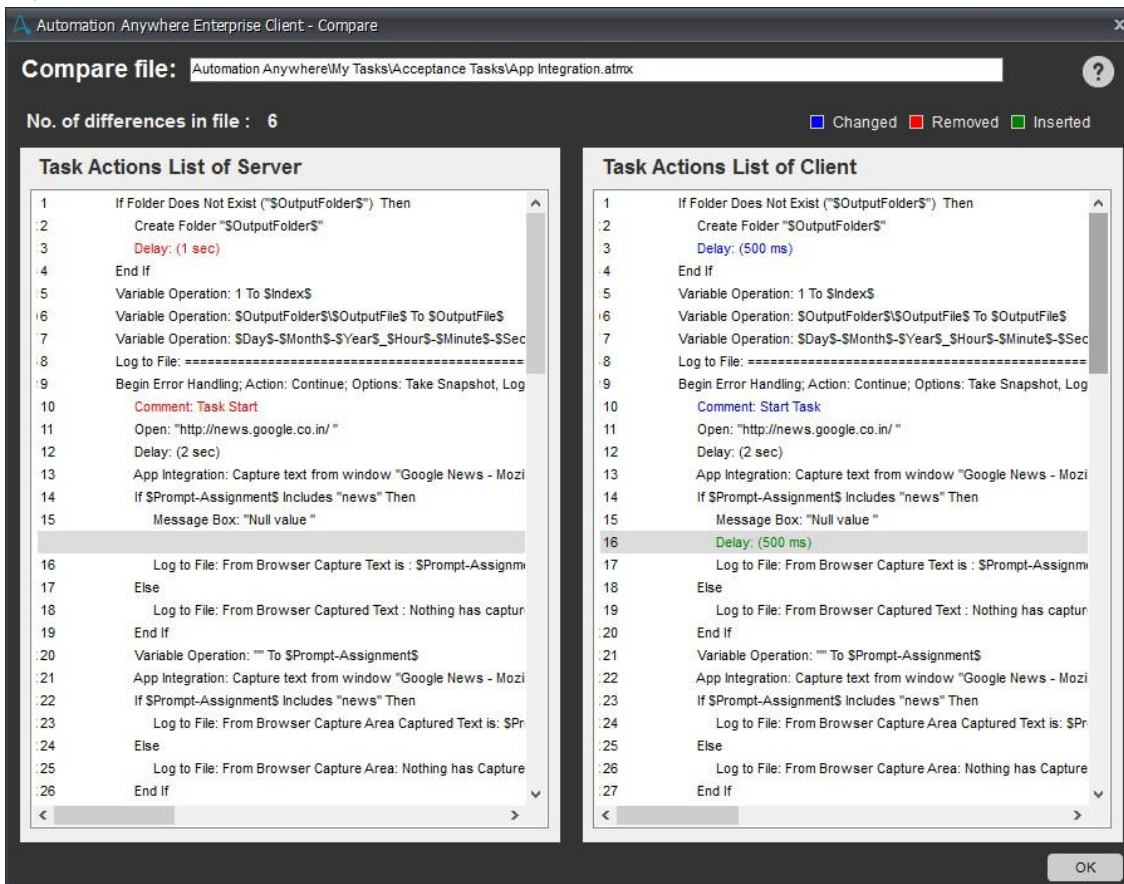 Automation Anywhere Enterprise Client - Compare
x
Compare file: Automation Anywhere\My Tasks\Acceptance Tasks\App Integration.atmx
?
No. of differences in file : 6
Changed Removed Inserted
Task Actions List of Server
1 If Folder Does Not Exist ("$OutputFolder$") Then
2 Create Folder "$OutputFolder$"
3 Delay: (1 sec)
4 End If
5 Variable Operation: 1 To $Index$
6 Variable Operation: $OutputFolder$\$OutputFile$ To $OutputFile$
7 Variable Operation: $Day$-$Month$-$Year$_$Hour$-$Minute$-$Sec
8 Log to File: =============================================
9 Begin Error Handling; Action: Continue; Options: Take Snapshot, Log
10 Comment: Task Start
11 Open: "http://news.google.co.in/ "
12 Delay: (2 sec)
13 App Integration: Capture text from window "Google News - Mozi
14 If $Prompt-Assignment$ Includes "news" Then
15 Message Box: "Null value "
16 Log to File: From Browser Capture Text is : $Prompt-Assignm
17 Else
18 Log to File: From Browser Captured Text : Nothing has captur
19 End If
20 Variable Operation: "" To $Prompt-Assignment$
21 App Integration: Capture text from window "Google News - Mozi
22 If $Prompt-Assignment$ Includes "news" Then
23 Log to File: From Browser Capture Area Captured Text is: $Pr
24 Else
25 Log to File: From Browser Capture Area: Nothing has Capture
26 End If
Task Actions List of Client
1 If Folder Does Not Exist ("$OutputFolder$") Then
2 Create Folder "$OutputFolder$"
3 Delay: (500 ms)
4 End If
5 Variable Operation: 1 To $Index$
6 Variable Operation: $OutputFolder$\$OutputFile$ To $OutputFile$
7 Variable Operation: $Day$-$Month$-$Year$_$Hour$-$Minute$-$Sec
8 Log to File: =============================================
9 Begin Error Handling; Action: Continue; Options: Take Snapshot, Log
10 Comment: Start Task
11 Open: "http://news.google.co.in/ "
12 Delay: (2 sec)
13 App Integration: Capture text from window "Google News - Mozi
14 If $Prompt-Assignment$ Includes "news" Then
15 Message Box: "Null value "
16 Delay: (500 ms)
17 Log to File: From Browser Capture Text is : $Prompt-Assignm
18 Else
19 Log to File: From Browser Captured Text : Nothing has captur
20 End If
21 Variable Operation: "" To $Prompt-Assignment$
22 App Integration: Capture text from window "Google News - Mozi
23 If $Prompt-Assignment$ Includes "news" Then
24 Log to File: From Browser Capture Area Captured Text is: $Pr
25 Else
26 Log to File: From Browser Capture Area: Nothing has Capture
27 End If
OK